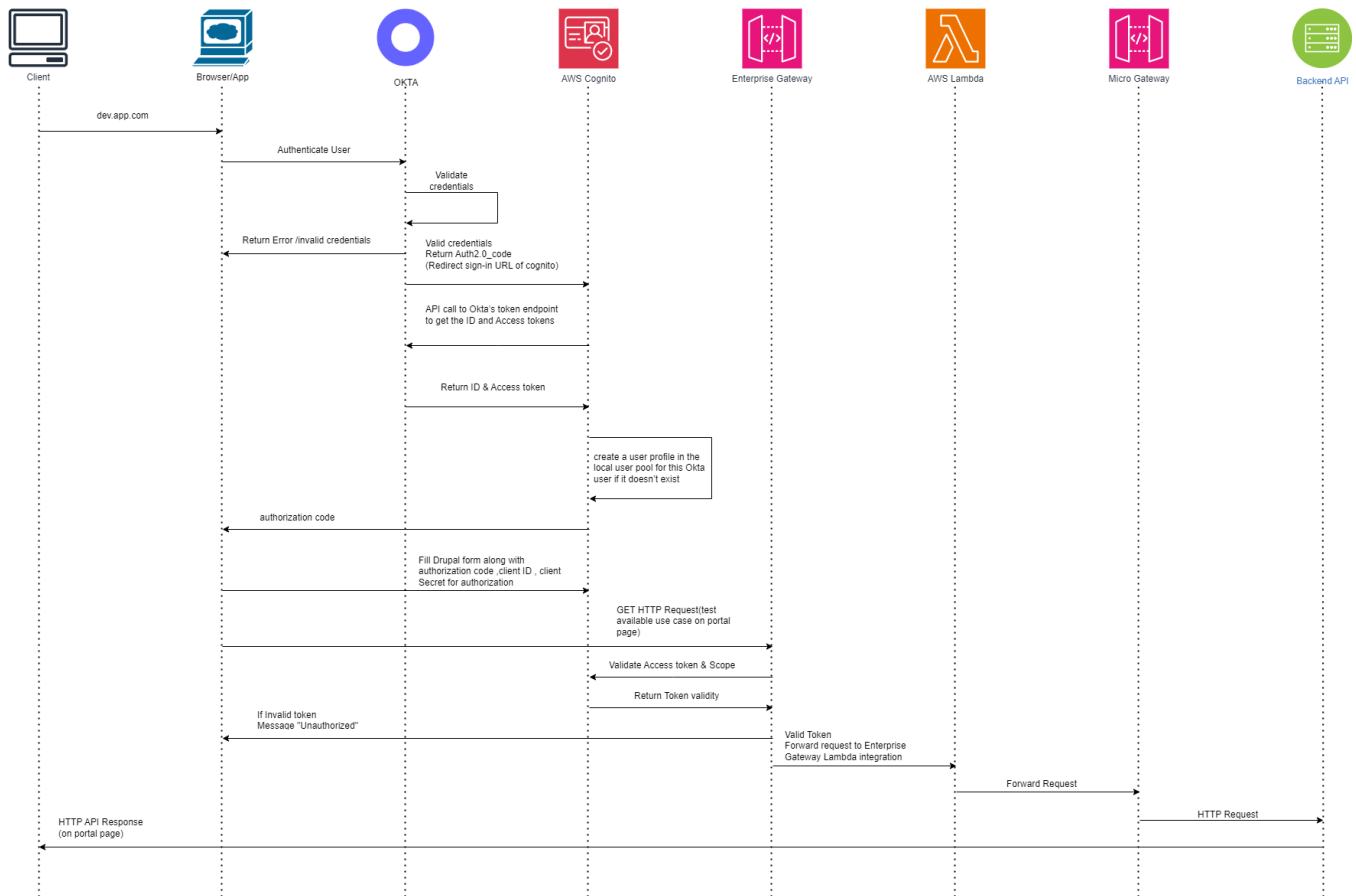 Client
Browser/App
OKTA
AWS Cognito
Enterprise Gateway
AWS Lambda
Micro Gateway
Backend API
dev.app.com
Authenticate User
Validate
credentials
Return Error /invalid credentials
Valid credentials
Return Auth2.0_code
(Redirect sign-in URL of cognito)
API call to Okta's token endpoint
to get the ID and Access tokens
Return ID & Access token
create a user profile in the
local user pool for this Okta
user if it doesn't exist
authorization code
Fill Drupal form along with
authorization code ,client ID , client
Secret for authorization
GET HTTP Request(test
available use case on portal
page)
Validate Access token & Scope
Return Token validity
If Invalid token
Message "Unauthorized"
Valid Token
Forward request to Enterprise
Gateway Lambda integration
Forward Request
HTTP Request
HTTP API Response
(on portal page)